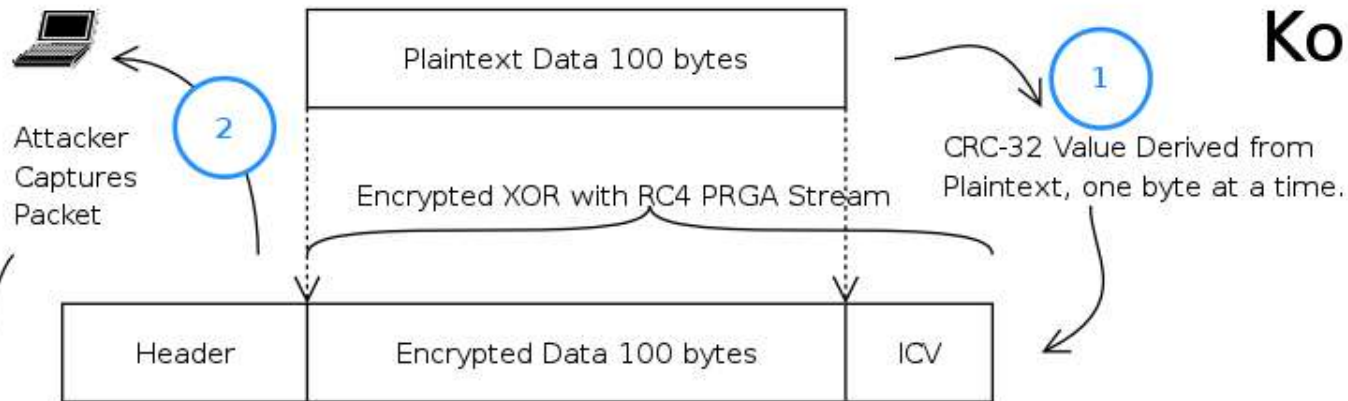 Ko
Plaintext Data 100 bytes
1
2
Attacker
Captures
Packet
CRC-32 Value Derived from
Plaintext, one byte at a time.
Encrypted XOR with RC4 PRGA Stream
Header
Encrypted Data 100 bytes
ICV